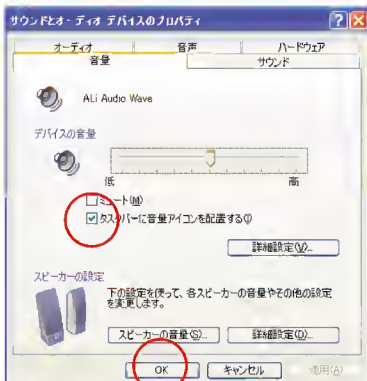 サウンドとオーディオ デバイスのプロパティ
オーディオ 音声 ハードウェア
音量 サウンド
ALi Audio Wave
デバイスの音量
低 高
ミュート(M)
タスクバーに音量アイコンを配置する(I)
詳細設定(V)...
スピーカーの設定
下の設定を使って、各スピーカーの音量やその他の設定
を変更します。
スピーカーの音量(S)... 詳細設定(D)...
OK キャンセル 適用(A)